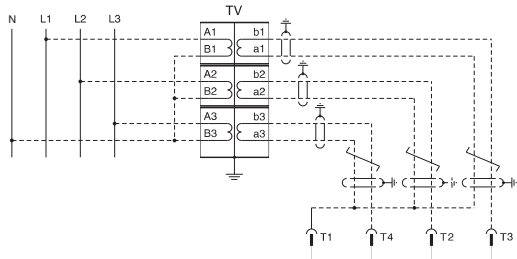 TV
N L1 L2 L3
A1 b1
B1 a1
A2 b2
B2 a2
A3 b3
B3 a3
T1 T4 T2 T3